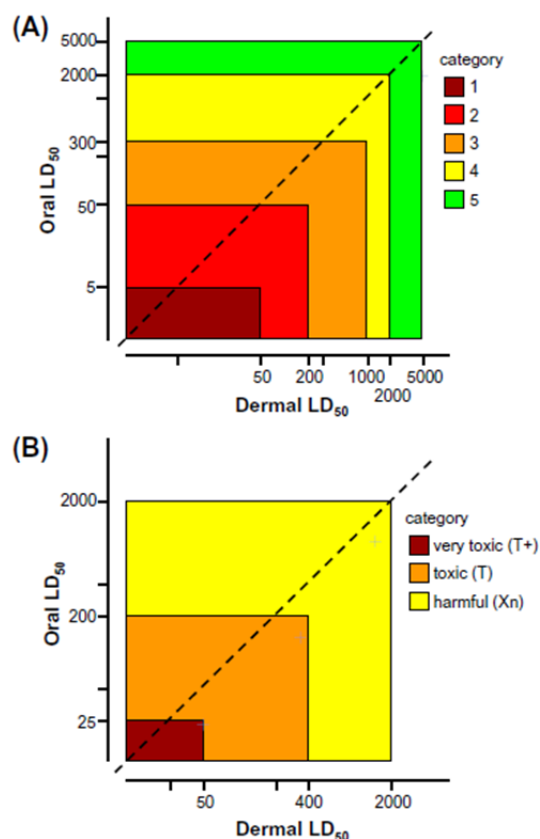 (A)
5000
2000
300
50
5
Oral LD50
50 200 1000 5000
2000
Dermal LD50
category
1
2
3
4
5
(B)
2000
200
25
Oral LD50
50 400 2000
Dermal LD50
category
very toxic (T+)
toxic (T)
harmful (Xn)